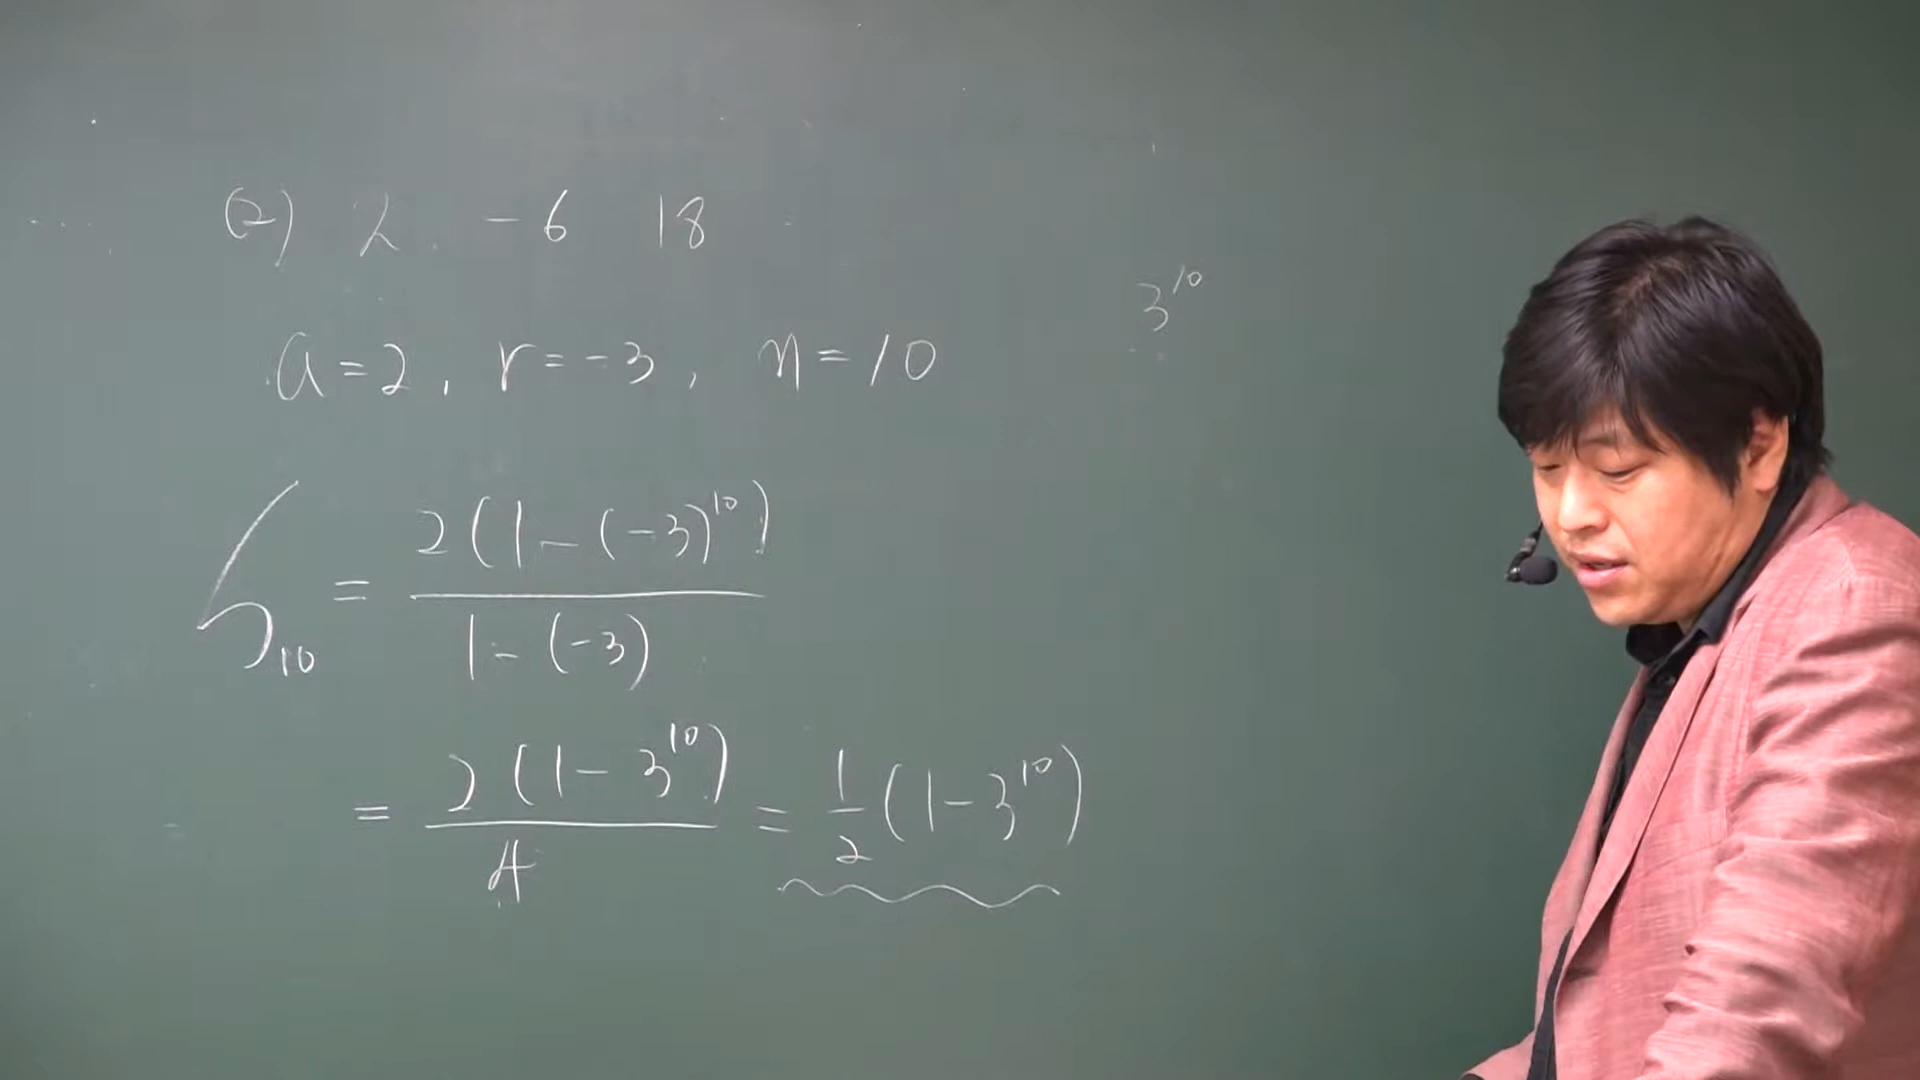 (2) 2 -6 18
3^10
a=2, r=-3, n=10
S_10 = 2(1-(-3)^10) / 1-(-3)
= 2(1-3^10) / 4 = 1/2 (1-3^10)